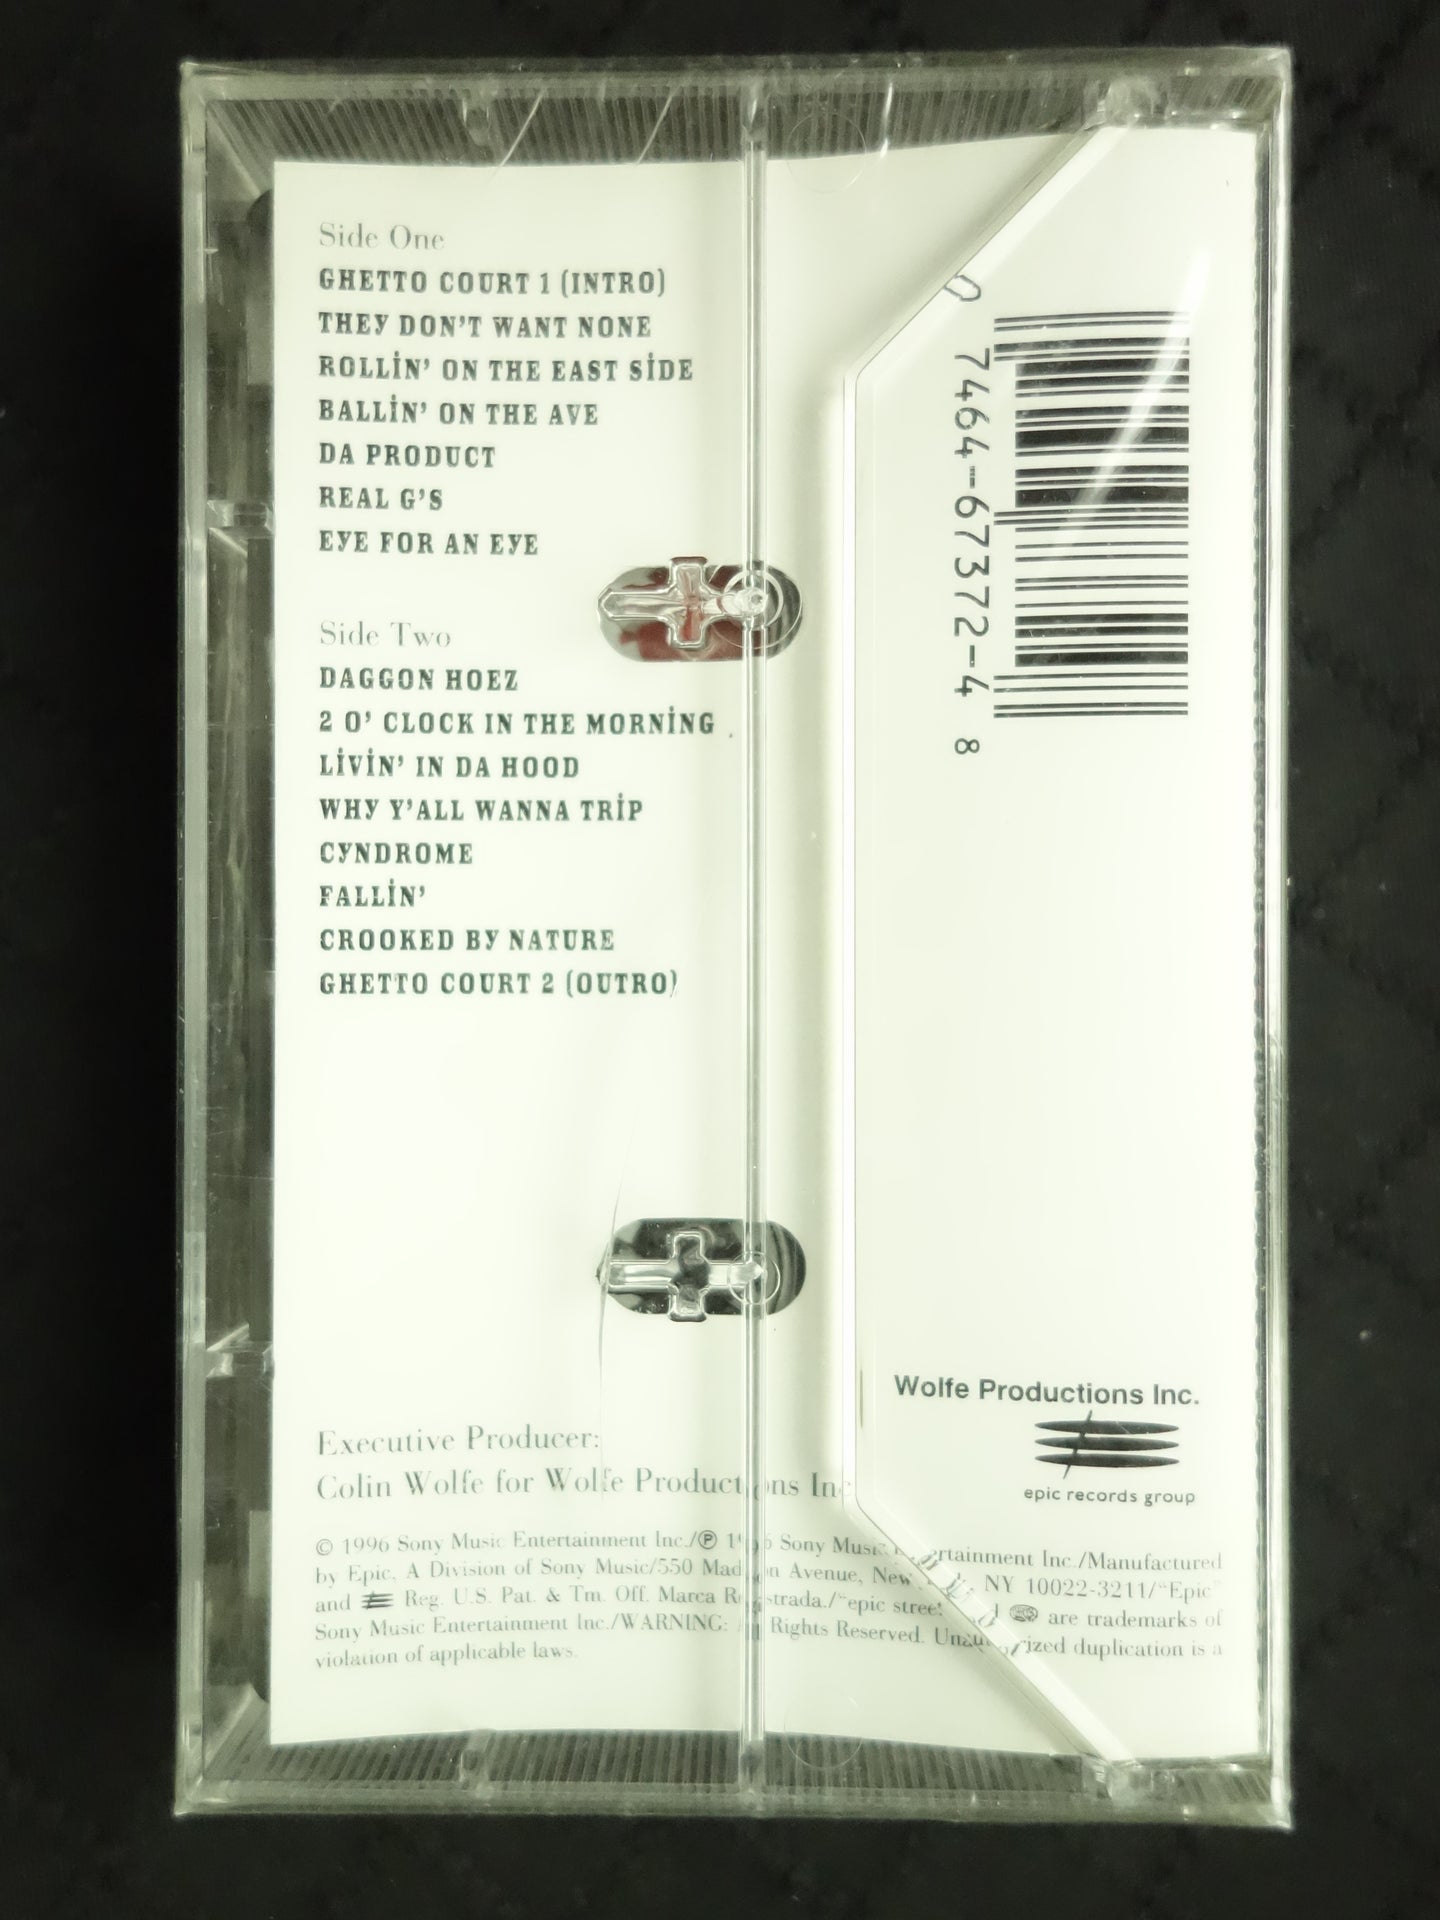 Side One
GHETTO COURT 1 (INTRO)
THEY DON'T WANT NONE
ROLLIN' ON THE EAST SIDE
BALLIN' ON THE AVE
DA PRODUCT
REAL G'S
EYE FOR AN EYE
Side Two
DAGGON HOEZ
2 O' CLOCK IN THE MORNING
LIVIN' IN DA HOOD
WHY Y'ALL WANNA TRIP
CYNDROME
FALLIN'
CROOKED BY NATURE
GHETTO COURT 2 (OUTRO)
0 7464-67372-4 8
Wolfe Productions Inc.
epic records group
Executive Producer:
Colin Wolfe for Wolfe Productions Inc
© 1996 Sony Music Entertainment Inc./℗ 1996 Sony Music Entertainment Inc./Manufactured
by Epic, A Division of Sony Music/550 Madison Avenue, New NY 10022-3211/"Epic"
and Reg. U.S. Pat. & Tm. Off. Marca Registrada./"epic street are trademarks of
Sony Music Entertainment Inc./WARNING: All Rights Reserved. Unauthorized duplication is a
violation of applicable laws.